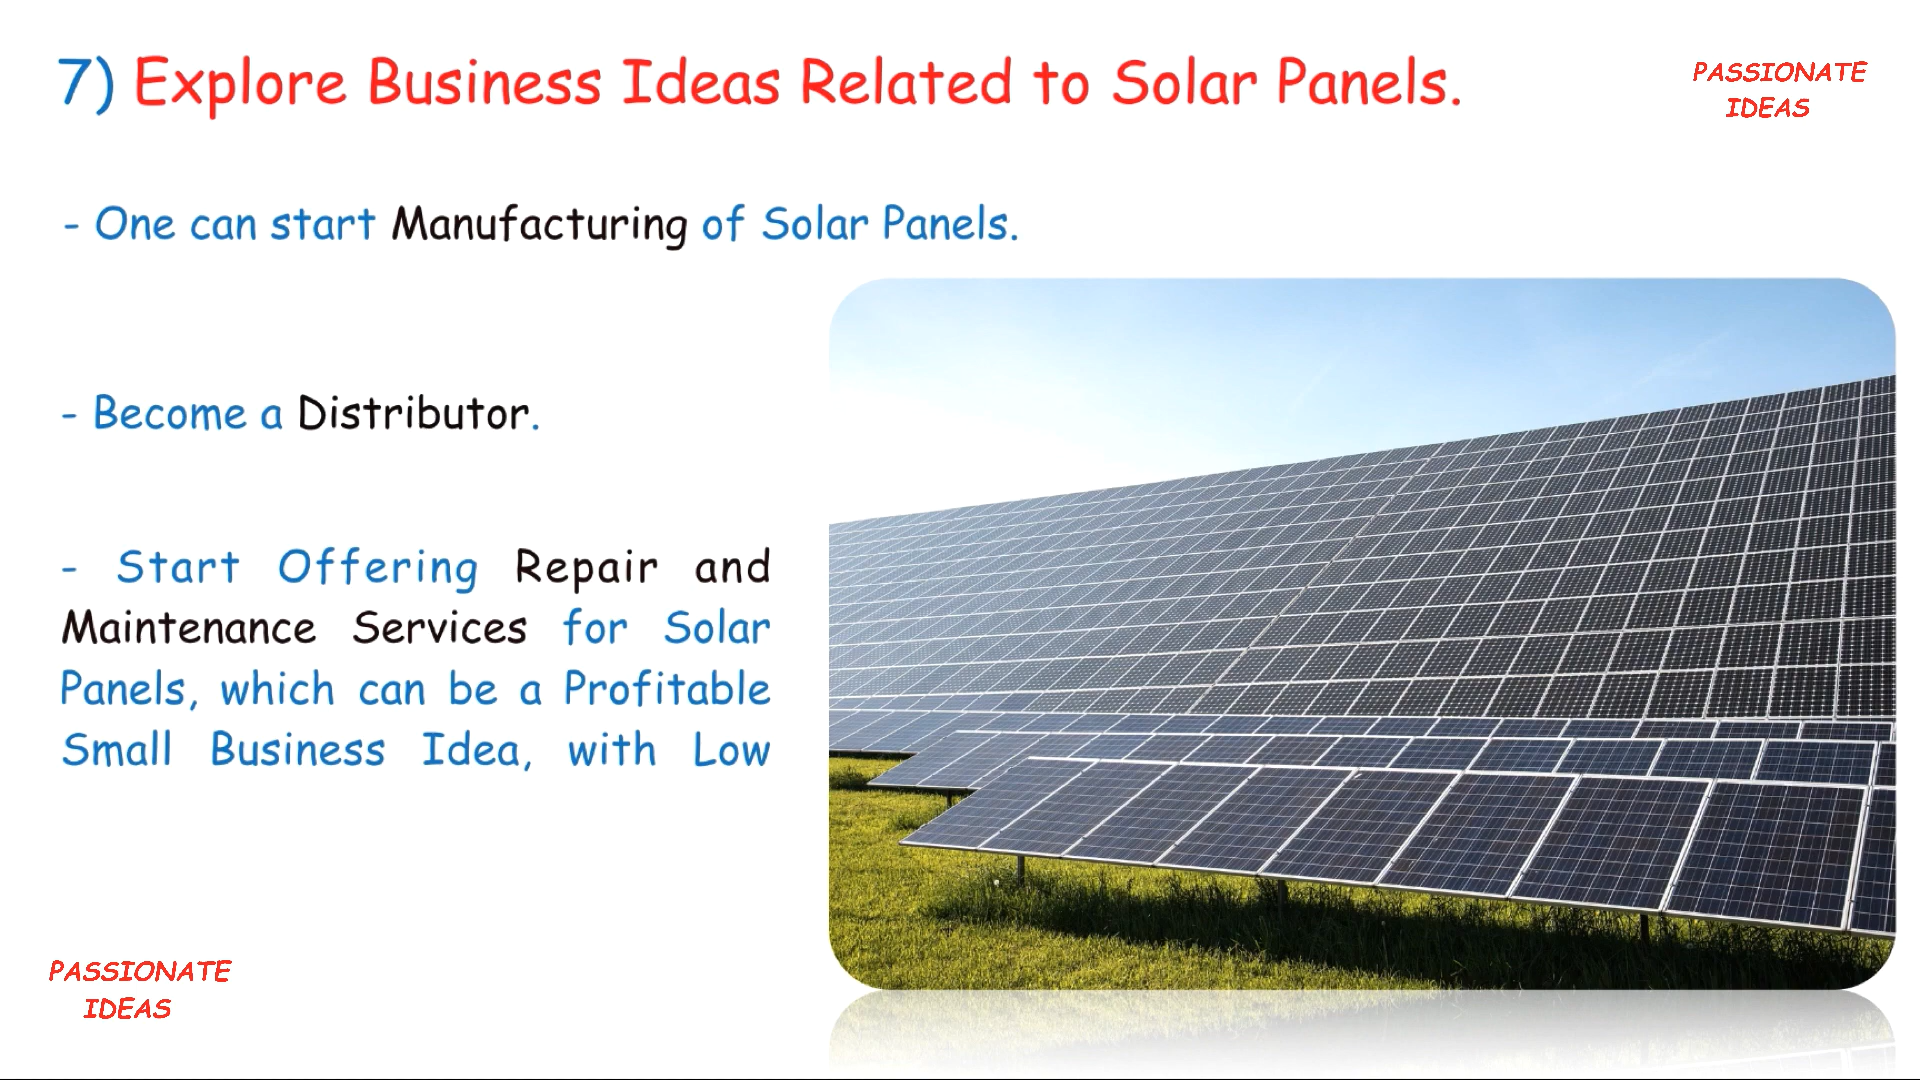 7) Explore Business Ideas Related to Solar Panels.
PASSIONATE
IDEAS
- One can start Manufacturing of Solar Panels.
- Become a Distributor.
- Start Offering Repair and
Maintenance Services for Solar
Panels, which can be a Profitable
Small Business Idea, with Low
PASSIONATE
IDEAS